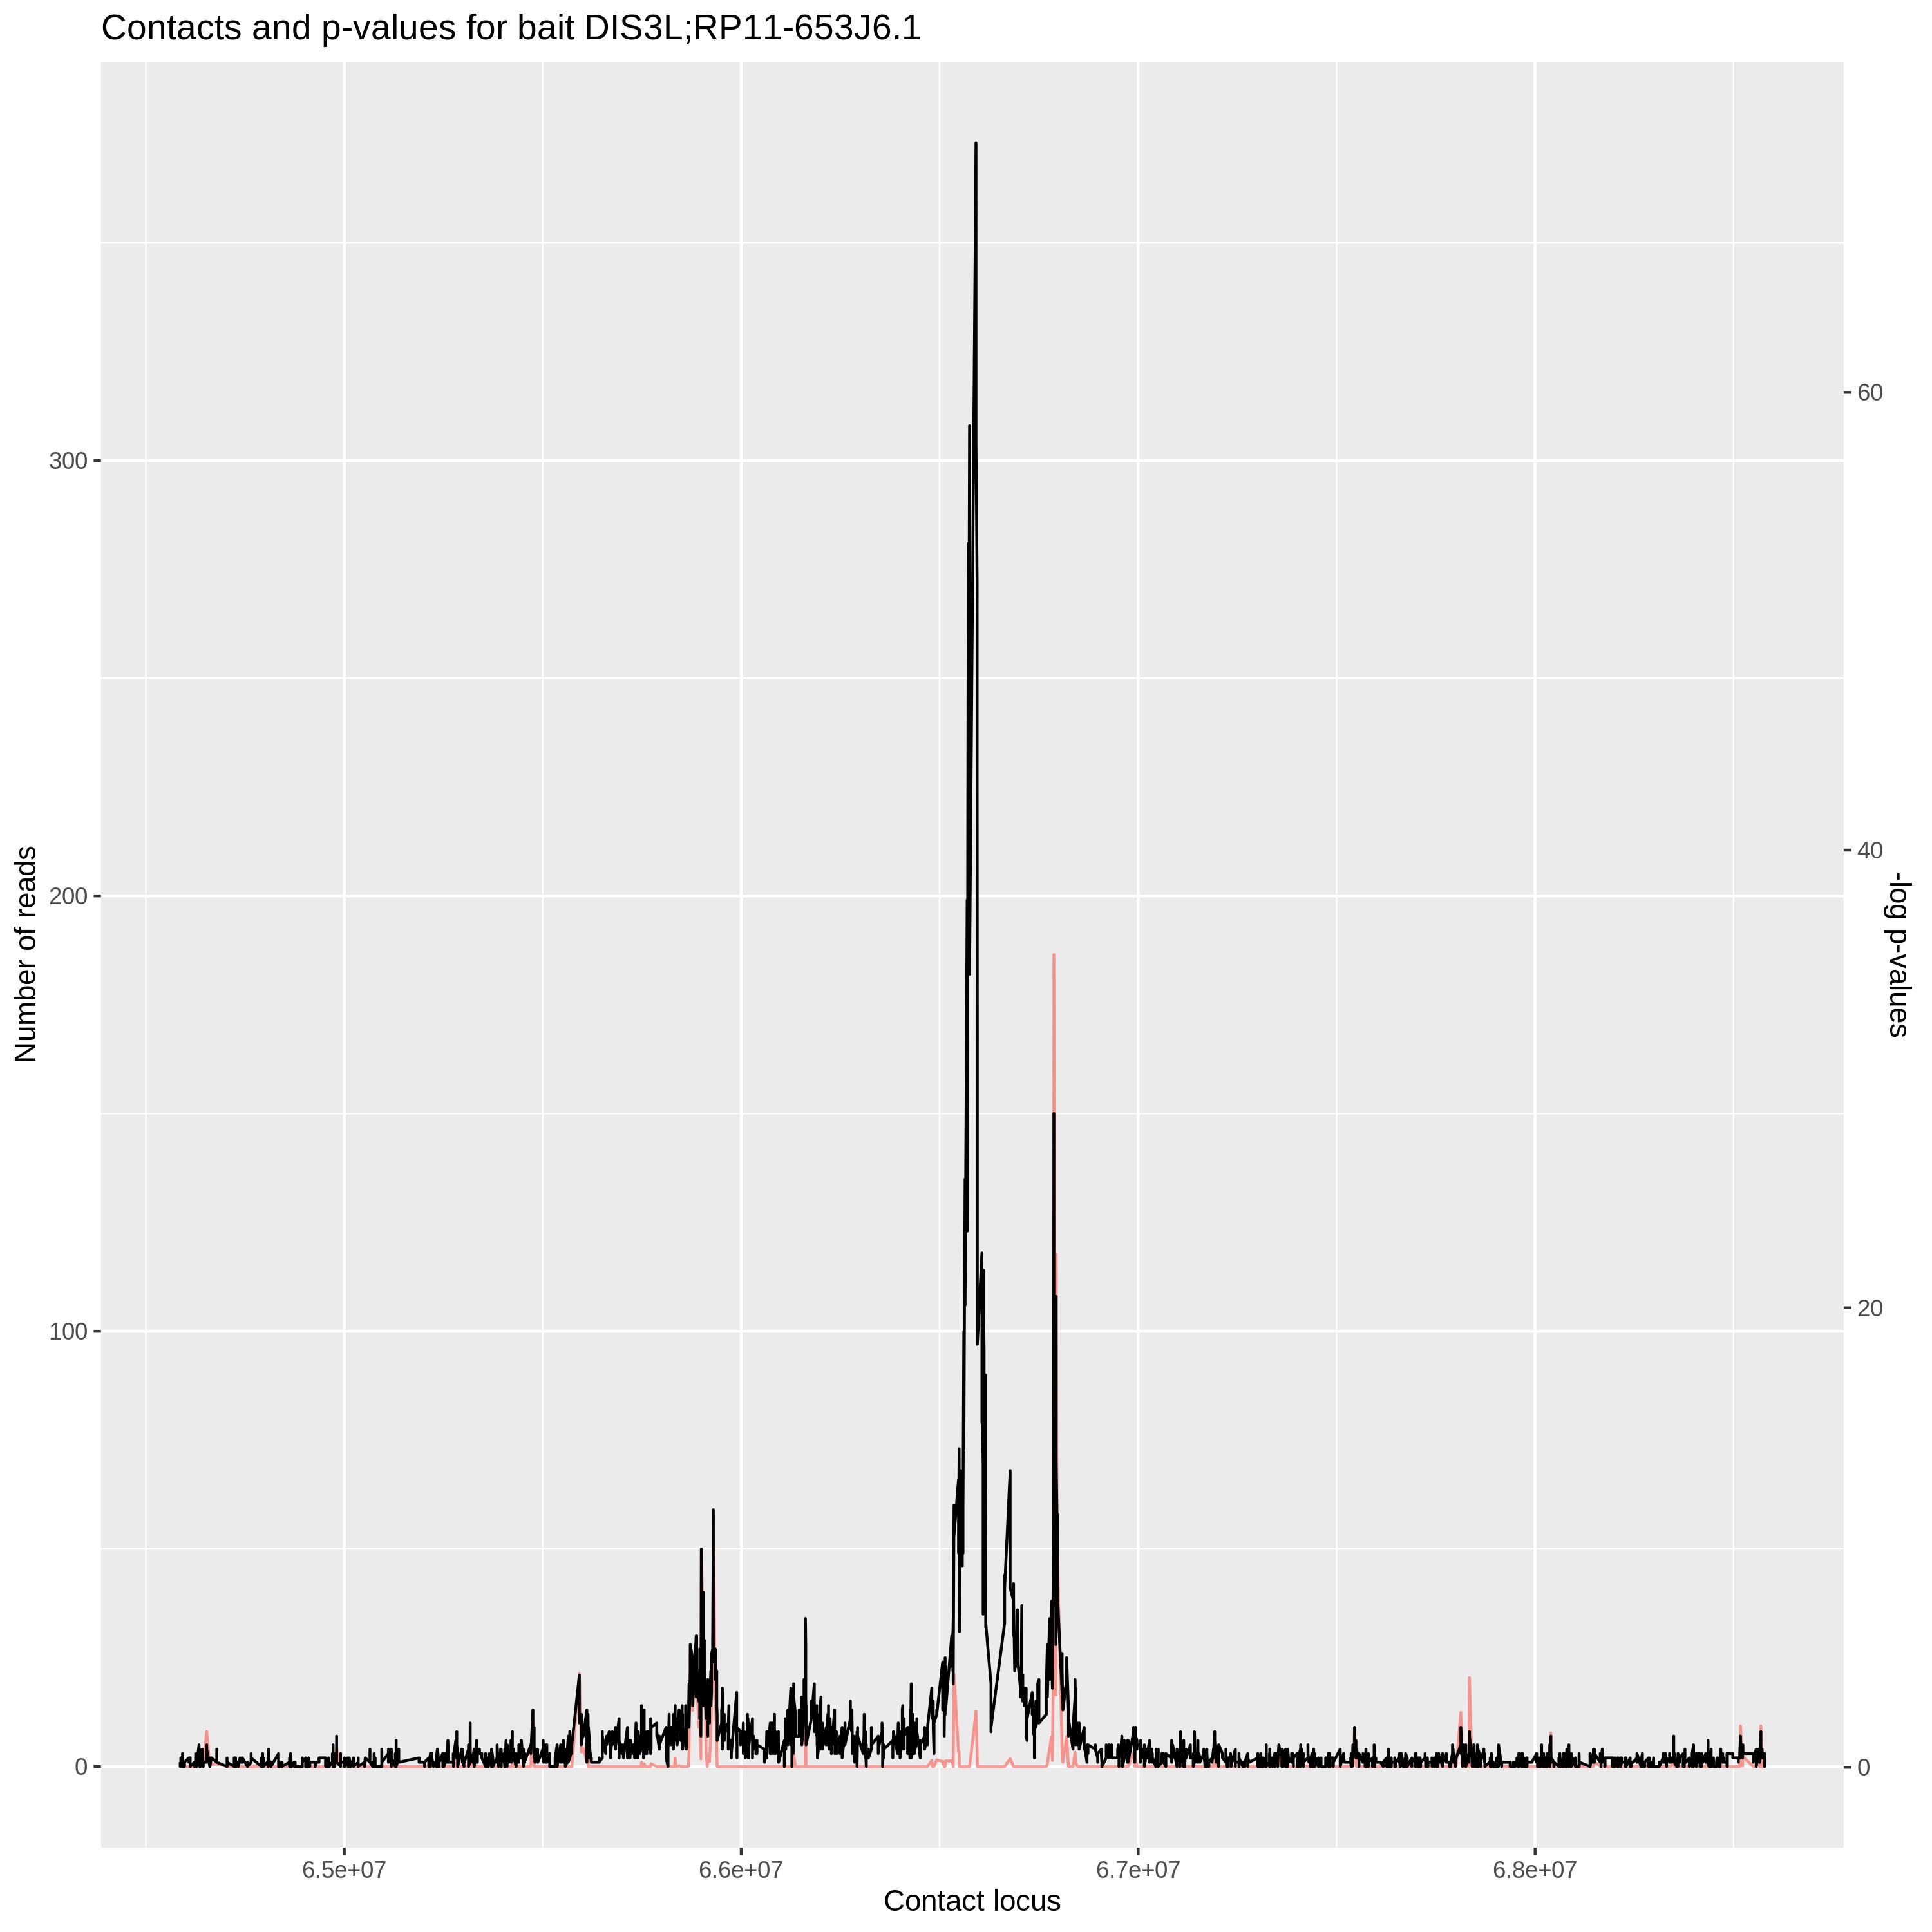 Contacts and p-values for bait DIS3L;RP11-653J6.1
300
200
100
0
Number of reads
60
40
20
0
-log p-values
6.5e+07
6.6e+07
6.7e+07
6.8e+07
Contact locus